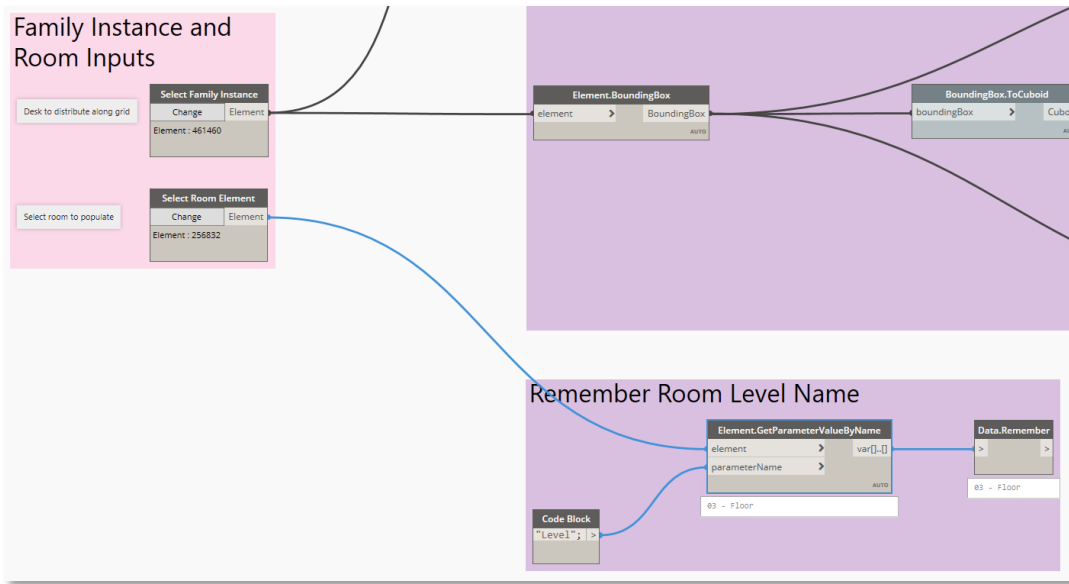 Family Instance and
Room Inputs
Desk to distribute along grid
Select Family Instance
Change Element
Element : 461460
Select room to populate
Select Room Element
Change Element
Element : 256832
Element.BoundingBox
element > BoundingBox
AUTO
BoundingBox.ToCuboid
boundingBox > Cubo
Remember Room Level Name
Element.GetParameterValueByName
element > var[]..[]
parameterName >
AUTO
03 - Floor
Data.Remember
> >
03 - Floor
Code Block
"Level"; >